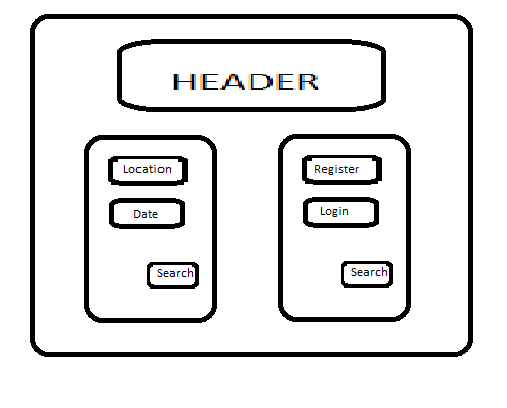 HEADER
Location
Date
Search
Register
Login
Search